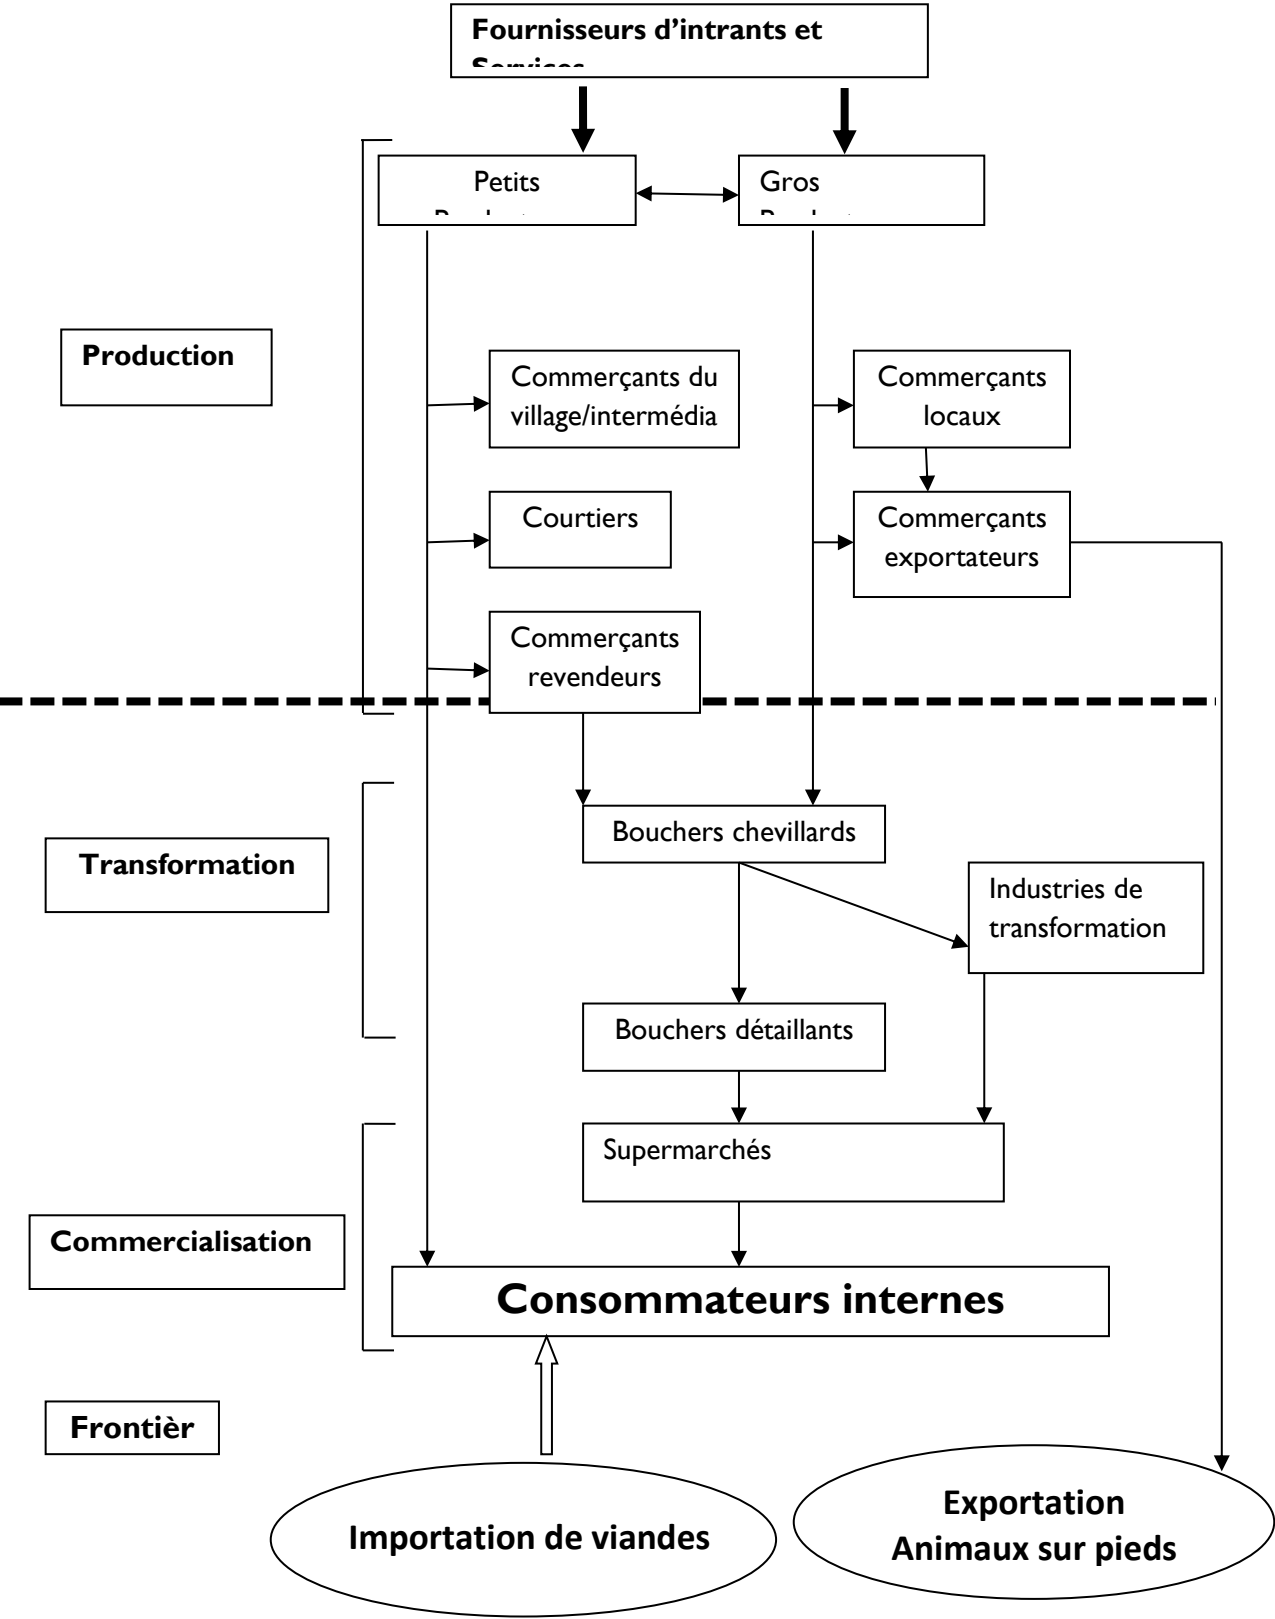 Fournisseurs d'intrants et
Services
Petits
Gros
Production
Commerçants du
village/intermédia
Commerçants
locaux
Courtiers
Commerçants
exportateurs
Commerçants
revendeurs
Bouchers chevillards
Transformation
Industries de
transformation
Bouchers détaillants
Supermarchés
Commercialisation
Consommateurs internes
Frontièr
Importation de viandes
Exportation
Animaux sur pieds